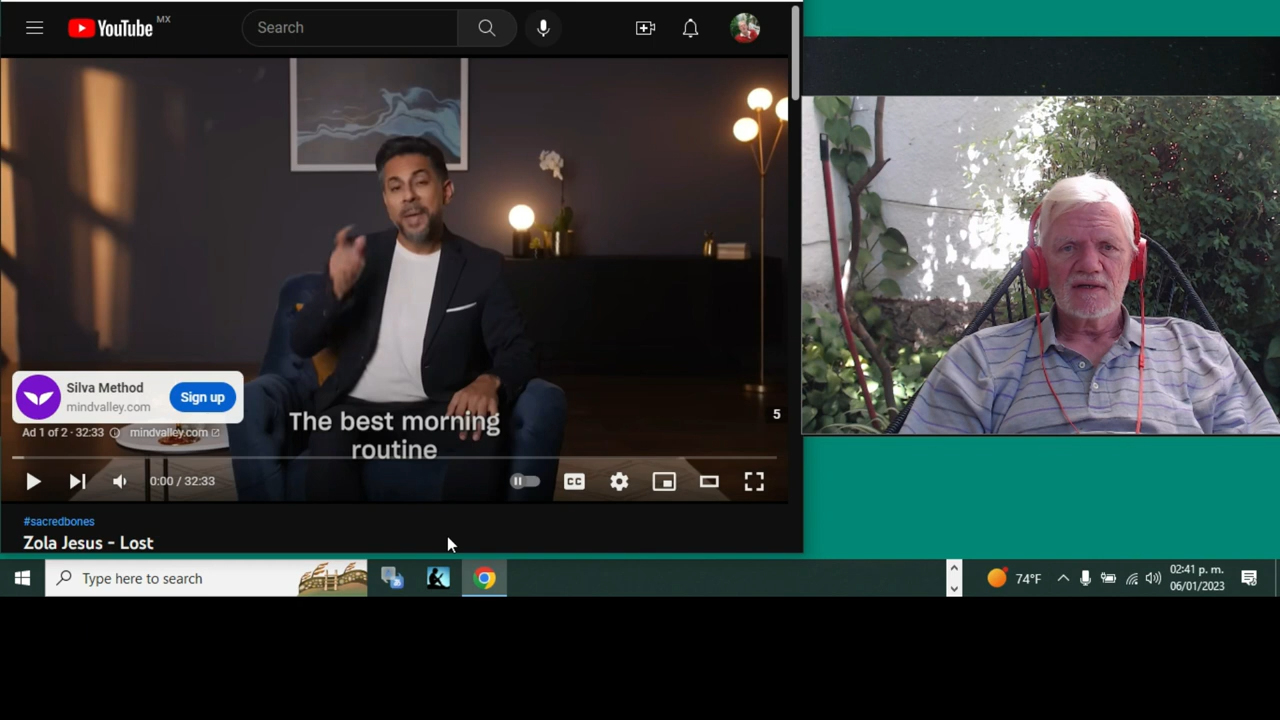 YouTube MX
Search
Silva Method
mindvalley.com
Sign up
The best morning
routine
5
Ad 1 of 2 · 32:33
mindvalley.com
0:00 / 32:33
CC
#sacredbones
Zola Jesus - Lost
Type here to search
74°F
02:41 p. m.
06/01/2023